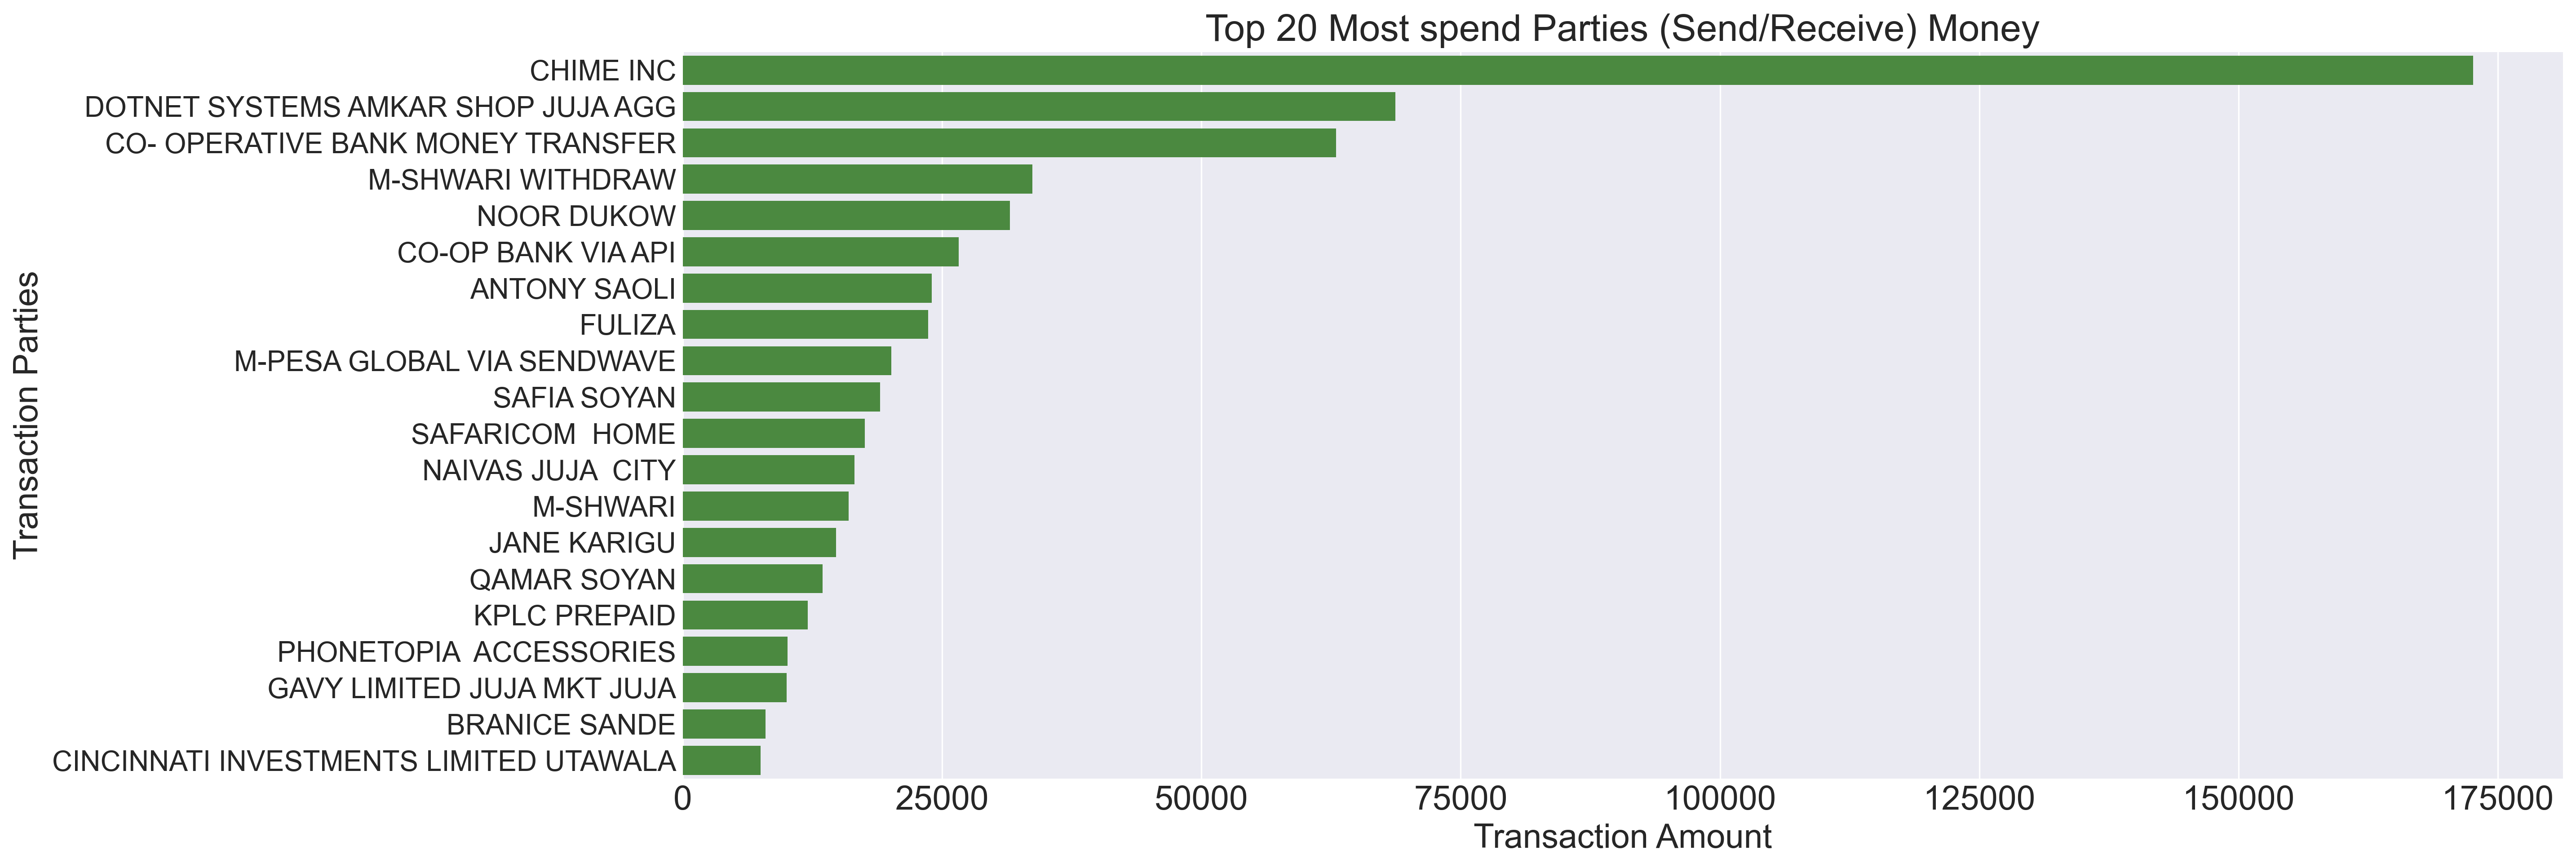 Top 20 Most spend Parties (Send/Receive) Money
Transaction Parties
CHIME INC
DOTNET SYSTEMS AMKAR SHOP JUJA AGG
CO- OPERATIVE BANK MONEY TRANSFER
M-SHWARI WITHDRAW
NOOR DUKOW
CO-OP BANK VIA API
ANTONY SAOLI
FULIZA
M-PESA GLOBAL VIA SENDWAVE
SAFIA SOYAN
SAFARICOM  HOME
NAIVAS JUJA  CITY
M-SHWARI
JANE KARIGU
QAMAR SOYAN
KPLC PREPAID
PHONETOPIA  ACCESSORIES
GAVY LIMITED JUJA MKT JUJA
BRANICE SANDE
CINCINNATI INVESTMENTS LIMITED UTAWALA
0 25000 50000 75000 100000 125000 150000 175000
Transaction Amount